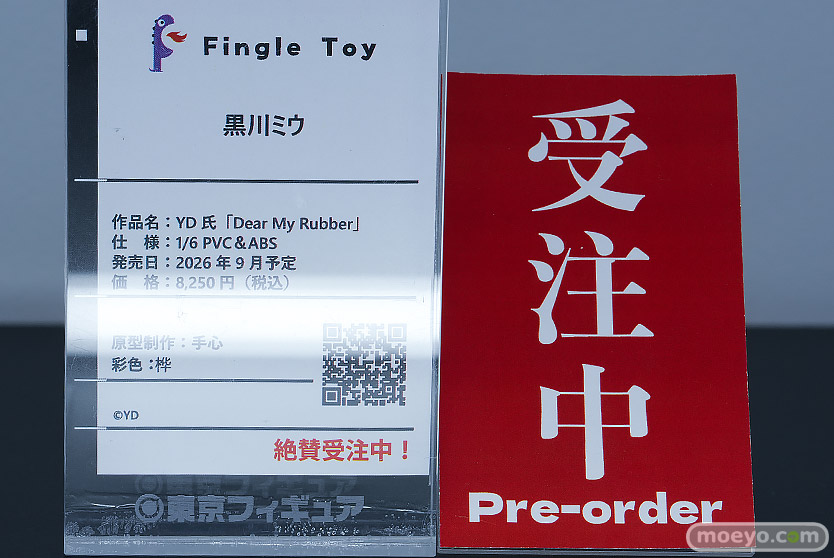 Fingle Toy
黒川ミウ
作品名：YD 氏「Dear My Rubber」
仕　様：1/6 PVC＆ABS
発売日：2026 年 9 月予定
価　格：8,250 円（税込）
原型制作：手心
彩色：桦
©YD
絶賛受注中！
東京フィギュア
受注中
Pre-order
moeyo.com